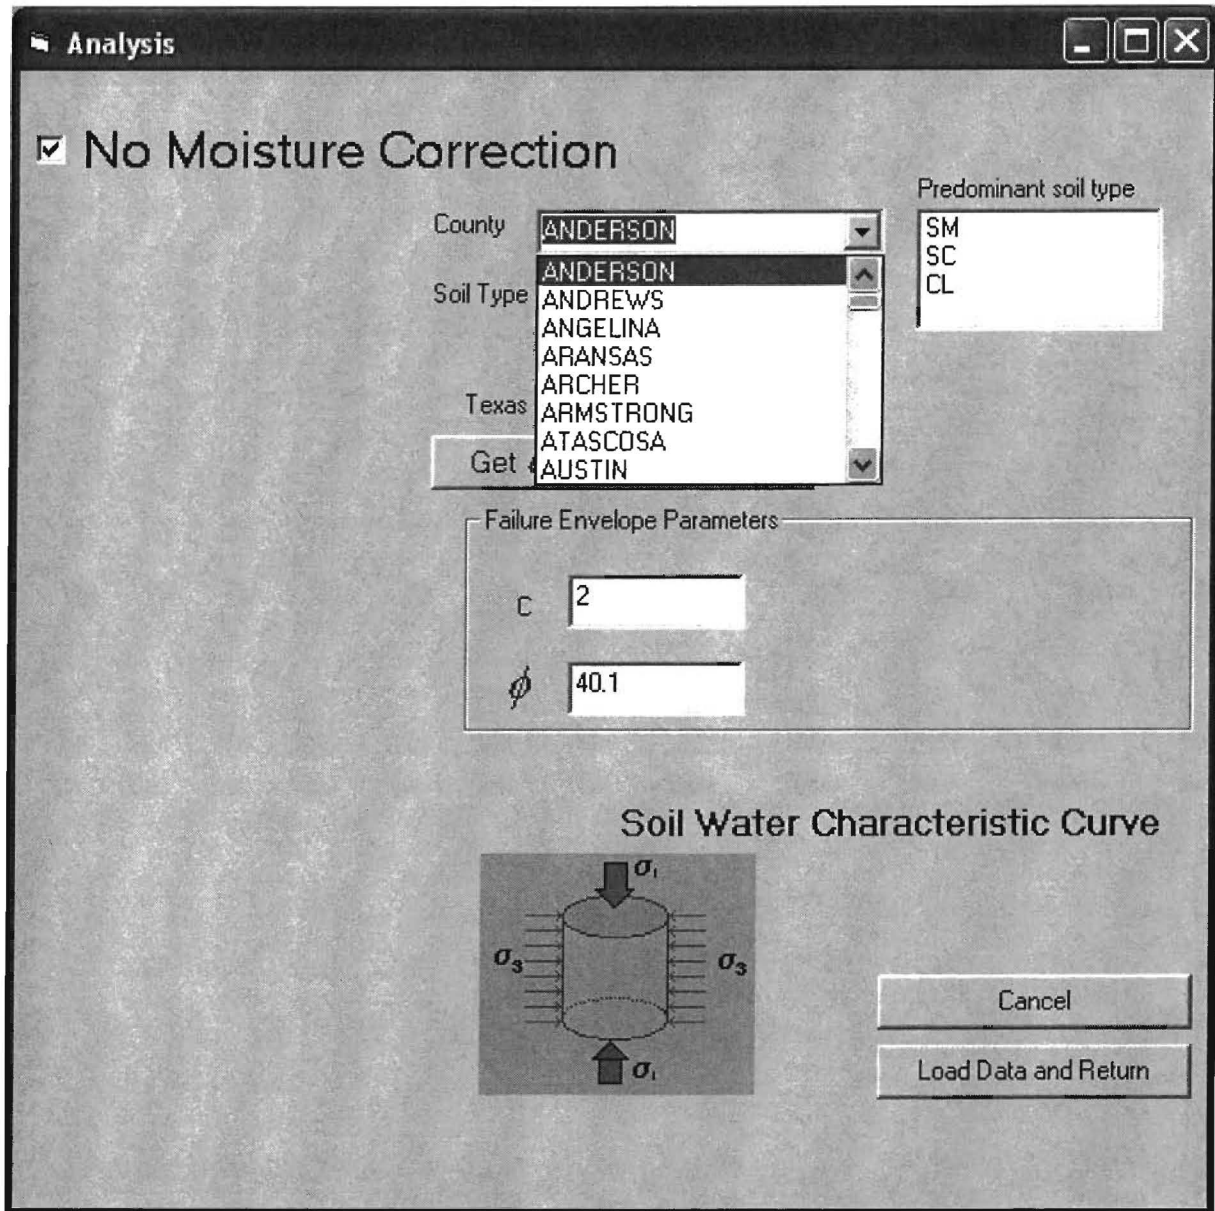 Analysis
No Moisture Correction
Predominant soil type
County
ANDERSON
SM
SC
CL
Soil Type
ANDERSON
ANDREWS
ANGELINA
ARANSAS
ARCHER
ARMSTRONG
ATASCOSA
AUSTIN
Texas
Get
Failure Envelope Parameters
C
2
ϕ
40.1
Soil Water Characteristic Curve
σ₁
σ₃
σ₃
σ₁
Cancel
Load Data and Return